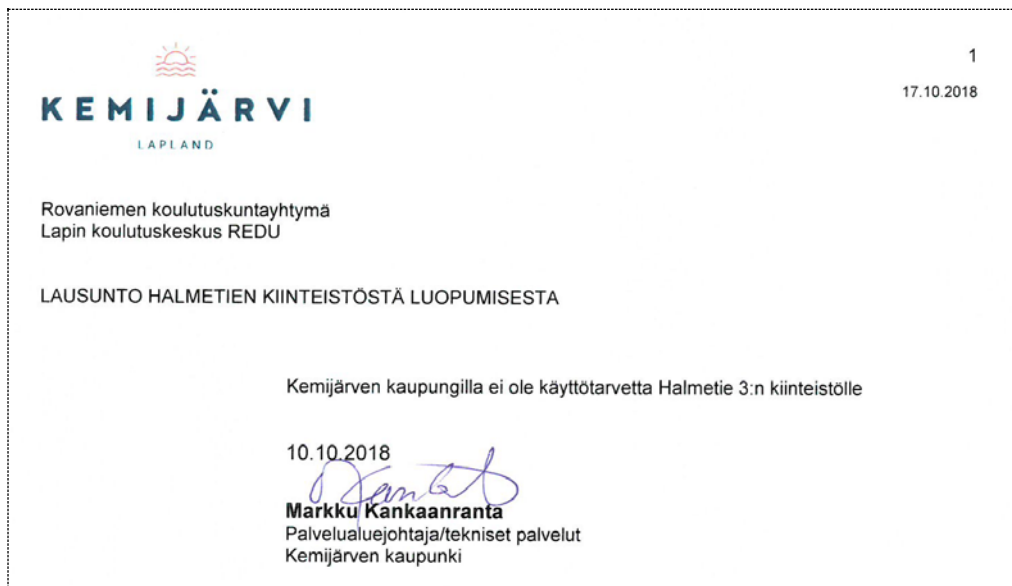 1
17.10.2018
KEMIJÄRVI
LAPLAND
Rovaniemen koulutuskuntayhtymä
Lapin koulutuskeskus REDU
LAUSUNTO HALMETIEN KIINTEISTÖSTÄ LUOPUMISESTA
Kemijärven kaupungilla ei ole käyttötarvetta Halmetie 3:n kiinteistölle
10.10.2018
Markku Kankaanranta
Palvelualuejohtaja/tekniset palvelut
Kemijärven kaupunki